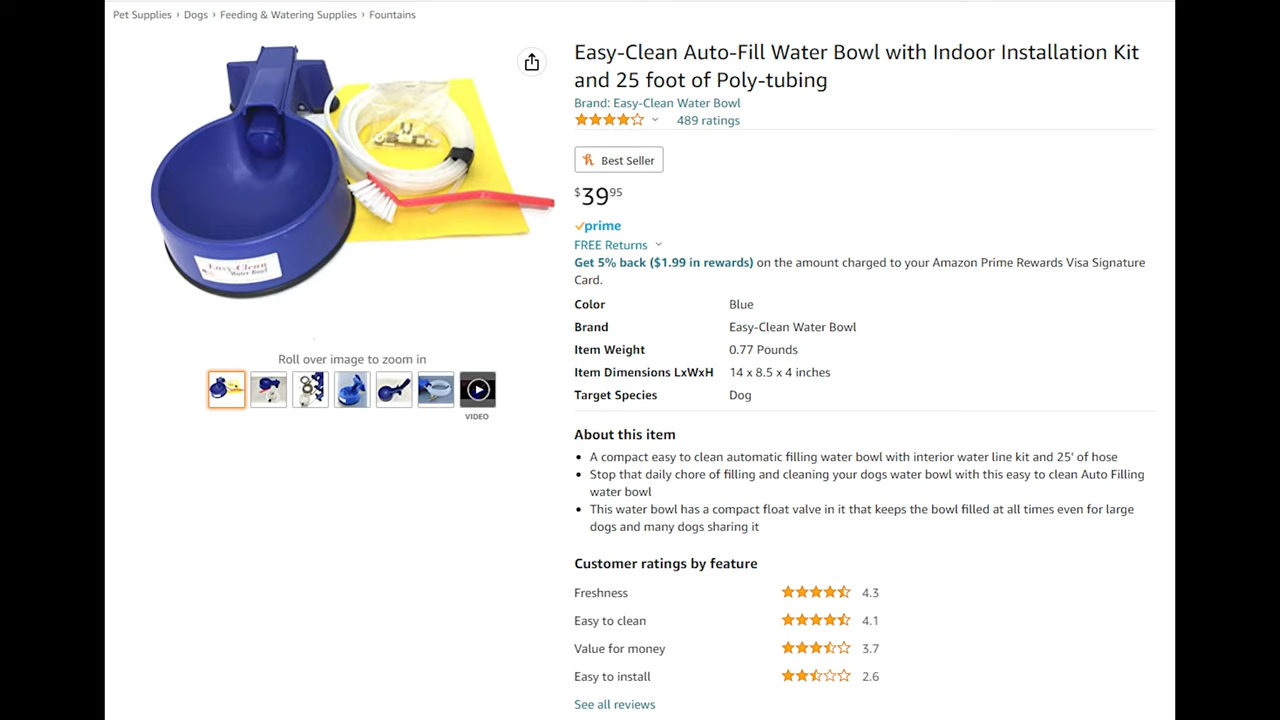 Pet Supplies › Dogs › Feeding & Watering Supplies › Fountains
Easy-Clean Auto-Fill Water Bowl with Indoor Installation Kit
and 25 foot of Poly-tubing
Brand: Easy-Clean Water Bowl
489 ratings
Best Seller
$39.95
prime
FREE Returns
Get 5% back ($1.99 in rewards) on the amount charged to your Amazon Prime Rewards Visa Signature
Card.
Color Blue
Brand Easy-Clean Water Bowl
Item Weight 0.77 Pounds
Item Dimensions LxWxH 14 x 8.5 x 4 inches
Target Species Dog
About this item
• A compact easy to clean automatic filling water bowl with interior water line kit and 25' of hose
• Stop that daily chore of filling and cleaning your dogs water bowl with this easy to clean Auto Filling
water bowl
• This water bowl has a compact float valve in it that keeps the bowl filled at all times even for large
dogs and many dogs sharing it
Customer ratings by feature
Freshness 4.3
Easy to clean 4.1
Value for money 3.7
Easy to install 2.6
See all reviews
Easy-Clean
Water Bowl
Roll over image to zoom in
VIDEO